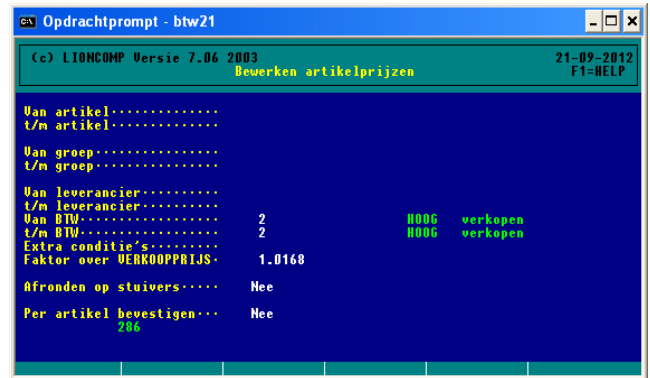 Opdrachtprompt - btw21
(c) LIONCOMP Versie 7.06 2003 21-09-2012
Bewerken artikelprijzen F1=HELP
Van artikel··············
t/m artikel··············
Van groep················
t/m groep················
Van leverancier··········
t/m leverancier··········
Van BTW·················· 2 HOOG verkopen
t/m BTW·················· 2 HOOG verkopen
Extra conditie's·········
Faktor over VERKOOPPRIJS· 1.0168
Afronden op stuivers····· Nee
Per artikel bevestigen··· Nee
286